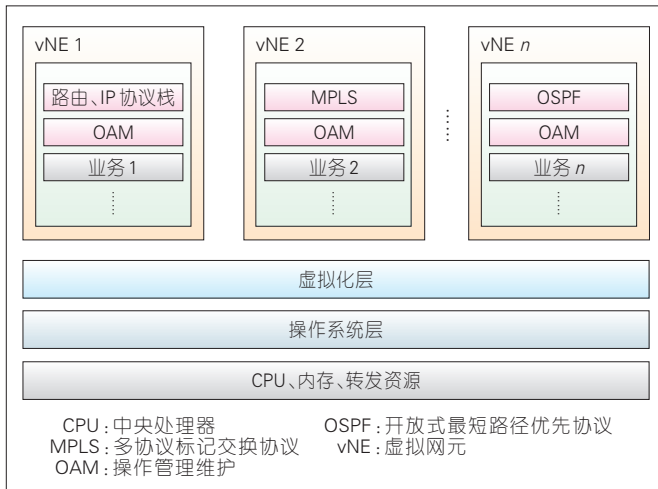 vNE 1
路由、IP 协议栈
OAM
业务 1
vNE 2
MPLS
OAM
业务 2
vNE n
OSPF
OAM
业务 n
虚拟化层
操作系统层
CPU、内存、转发资源
CPU：中央处理器
OSPF：开放式最短路径优先协议
MPLS：多协议标记交换协议
vNE：虚拟网元
OAM：操作管理维护